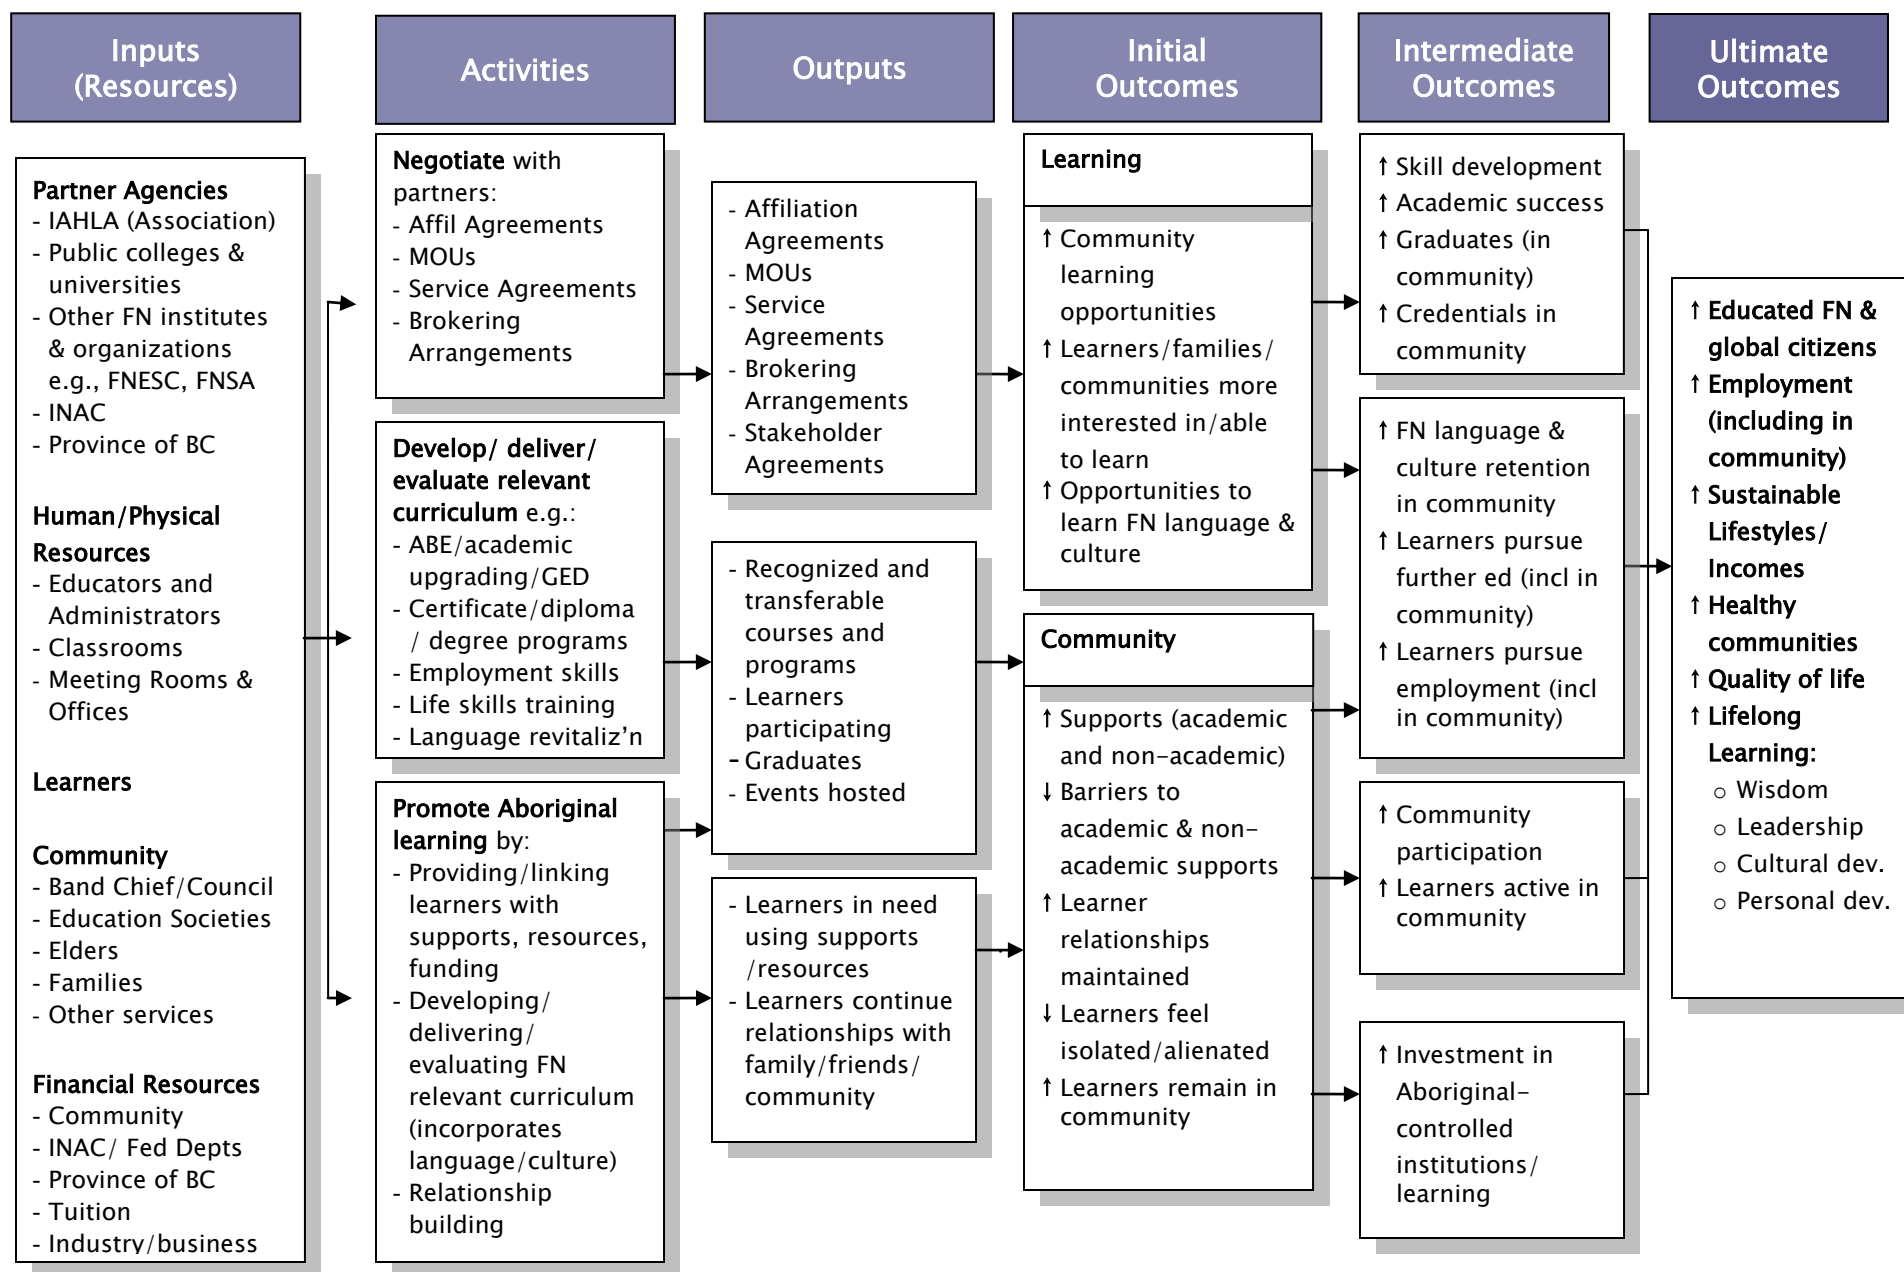 Inputs
(Resources)
Activities
Outputs
Initial
Outcomes
Intermediate
Outcomes
Ultimate
Outcomes
Partner Agencies
- IAHLA (Association)
- Public colleges &
universities
- Other FN institutes
& organizations
e.g., FNESC, FNSA
- INAC
- Province of BC
Human/Physical
Resources
- Educators and
Administrators
- Classrooms
- Meeting Rooms &
Offices
Learners
Community
- Band Chief/Council
- Education Societies
- Elders
- Families
- Other services
Financial Resources
- Community
- INAC/ Fed Depts
- Province of BC
- Tuition
- Industry/business
Negotiate with
partners:
- Affil Agreements
- MOUs
- Service Agreements
- Brokering
Arrangements
Develop/ deliver/
evaluate relevant
curriculum e.g.:
- ABE/academic
upgrading/GED
- Certificate/diploma
/ degree programs
- Employment skills
- Life skills training
- Language revitaliz'n
Promote Aboriginal
learning by:
- Providing/linking
learners with
supports, resources,
funding
- Developing/
delivering/
evaluating FN
relevant curriculum
(incorporates
language/culture)
- Relationship
building
- Affiliation
Agreements
- MOUs
- Service
Agreements
- Brokering
Arrangements
- Stakeholder
Agreements
- Recognized and
transferable
courses and
programs
- Learners
participating
- Graduates
- Events hosted
- Learners in need
using supports
/resources
- Learners continue
relationships with
family/friends/
community
Learning
↑ Community
learning
opportunities
↑ Learners/families/
communities more
interested in/able
to learn
↑ Opportunities to
learn FN language &
culture
Community
↑ Supports (academic
and non-academic)
↓ Barriers to
academic & non-
academic supports
↑ Learner
relationships
maintained
↓ Learners feel
isolated/alienated
↑ Learners remain in
community
↑ Skill development
↑ Academic success
↑ Graduates (in
community)
↑ Credentials in
community
↑ FN language &
culture retention
in community
↑ Learners pursue
further ed (incl in
community)
↑ Learners pursue
employment (incl
in community)
↑ Community
participation
↑ Learners active in
community
↑ Investment in
Aboriginal-
controlled
institutions/
learning
↑ Educated FN &
global citizens
↑ Employment
(including in
community)
↑ Sustainable
Lifestyles/
Incomes
↑ Healthy
communities
↑ Quality of life
↑ Lifelong
Learning:
○ Wisdom
○ Leadership
○ Cultural dev.
○ Personal dev.